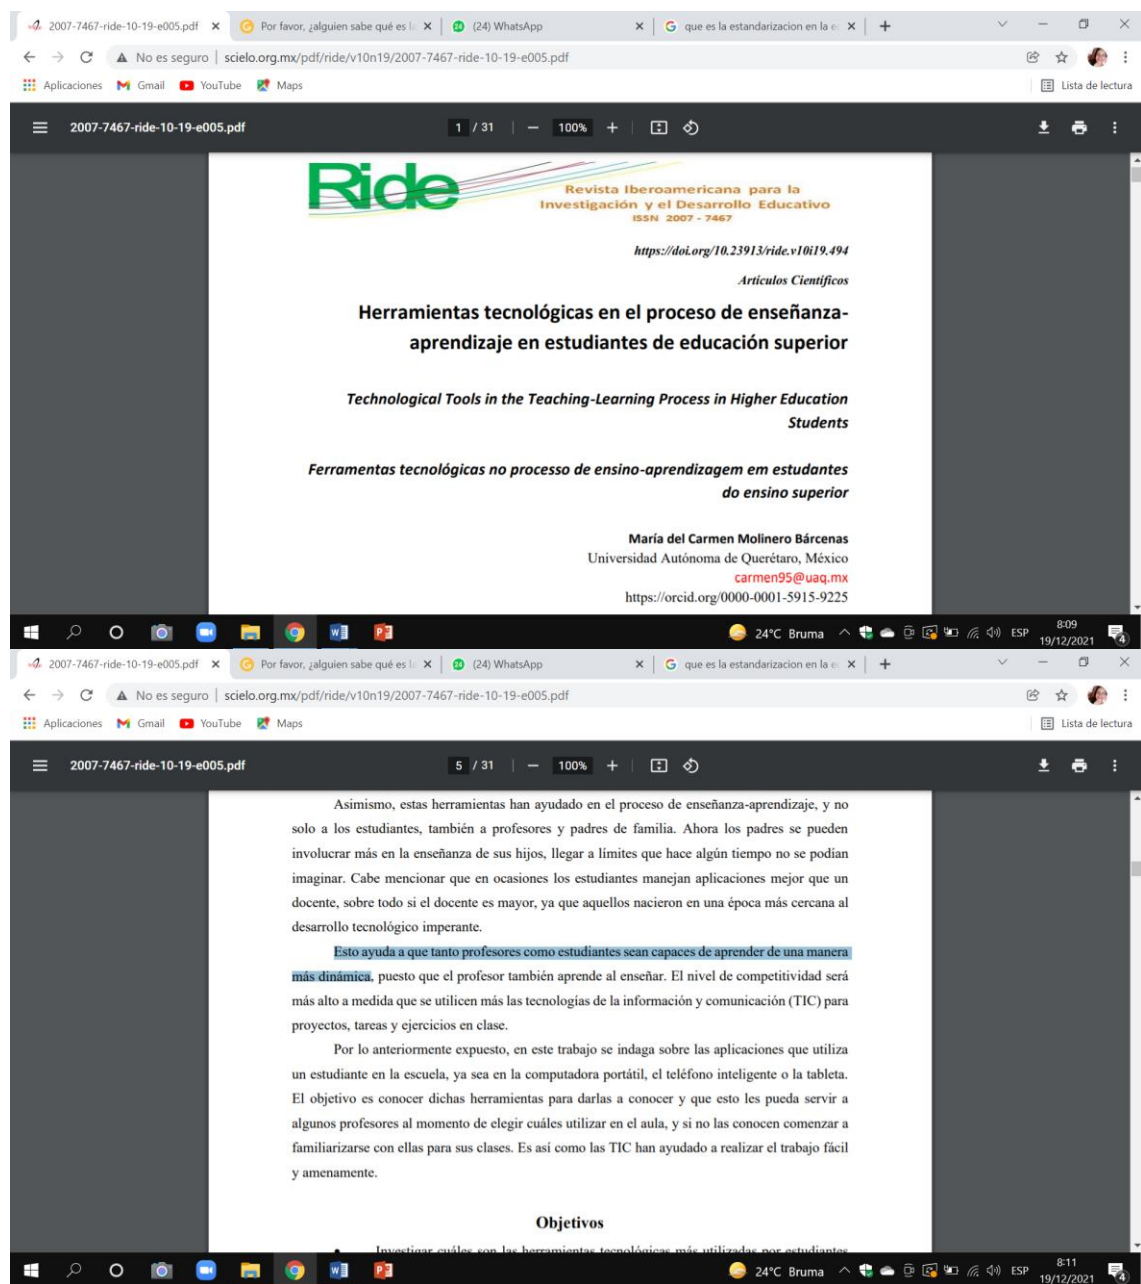 2007-7467-ride-10-19-e005.pdf
Por favor, ¿alguien sabe qué es la
(24) WhatsApp
que es la estandarizacion en la e
No es seguro | scielo.org.mx/pdf/ride/v10n19/2007-7467-ride-10-19-e005.pdf
Aplicaciones Gmail YouTube Maps Lista de lectura
2007-7467-ride-10-19-e005.pdf 1 / 31 | − 100% +
Ride
Revista Iberoamericana para la
Investigación y el Desarrollo Educativo
ISSN 2007 - 7467
https://doi.org/10.23913/ride.v10i19.494
Artículos Científicos
Herramientas tecnológicas en el proceso de enseñanza-
aprendizaje en estudiantes de educación superior
Technological Tools in the Teaching-Learning Process in Higher Education
Students
Ferramentas tecnológicas no processo de ensino-aprendizagem em estudantes
do ensino superior
María del Carmen Molinero Bárcenas
Universidad Autónoma de Querétaro, México
carmen95@uaq.mx
https://orcid.org/0000-0001-5915-9225
24°C Bruma ESP 8:09
19/12/2021
2007-7467-ride-10-19-e005.pdf
Por favor, ¿alguien sabe qué es la
(24) WhatsApp
que es la estandarizacion en la e
No es seguro | scielo.org.mx/pdf/ride/v10n19/2007-7467-ride-10-19-e005.pdf
Aplicaciones Gmail YouTube Maps Lista de lectura
2007-7467-ride-10-19-e005.pdf 5 / 31 | − 100% +
Asimismo, estas herramientas han ayudado en el proceso de enseñanza-aprendizaje, y no
solo a los estudiantes, también a profesores y padres de familia. Ahora los padres se pueden
involucrar más en la enseñanza de sus hijos, llegar a límites que hace algún tiempo no se podían
imaginar. Cabe mencionar que en ocasiones los estudiantes manejan aplicaciones mejor que un
docente, sobre todo si el docente es mayor, ya que aquellos nacieron en una época más cercana al
desarrollo tecnológico imperante.
Esto ayuda a que tanto profesores como estudiantes sean capaces de aprender de una manera
más dinámica, puesto que el profesor también aprende al enseñar. El nivel de competitividad será
más alto a medida que se utilicen más las tecnologías de la información y comunicación (TIC) para
proyectos, tareas y ejercicios en clase.
Por lo anteriormente expuesto, en este trabajo se indaga sobre las aplicaciones que utiliza
un estudiante en la escuela, ya sea en la computadora portátil, el teléfono inteligente o la tableta.
El objetivo es conocer dichas herramientas para darlas a conocer y que esto les pueda servir a
algunos profesores al momento de elegir cuáles utilizar en el aula, y si no las conocen comenzar a
familiarizarse con ellas para sus clases. Es así como las TIC han ayudado a realizar el trabajo fácil
y amenamente.
Objetivos
Investigar cuáles son las herramientas tecnológicas más utilizadas por estudiantes
24°C Bruma ESP 8:11
19/12/2021